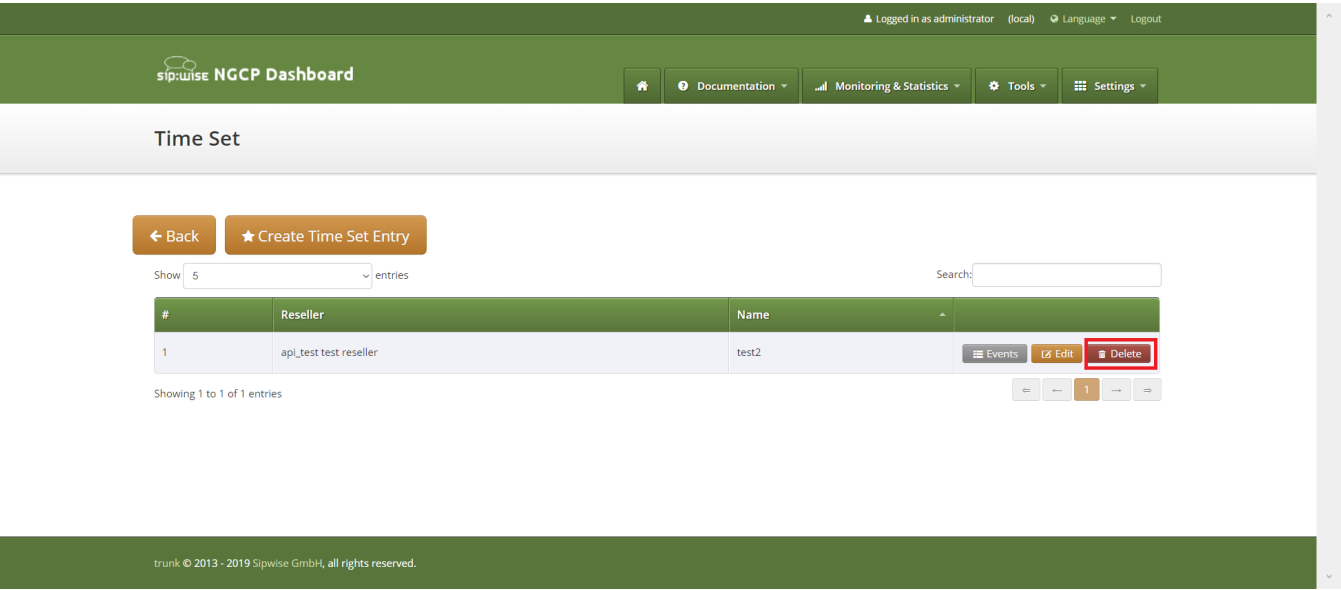 Logged in as administrator (local) Language Logout
sip:wise NGCP Dashboard
Documentation Monitoring & Statistics Tools Settings
Time Set
Back Create Time Set Entry
Show 5 entries Search:
# Reseller Name
1 api_test test reseller test2 Events Edit Delete
Showing 1 to 1 of 1 entries ⇐ ← 1 → ⇒
trunk © 2013 - 2019 Sipwise GmbH, all rights reserved.